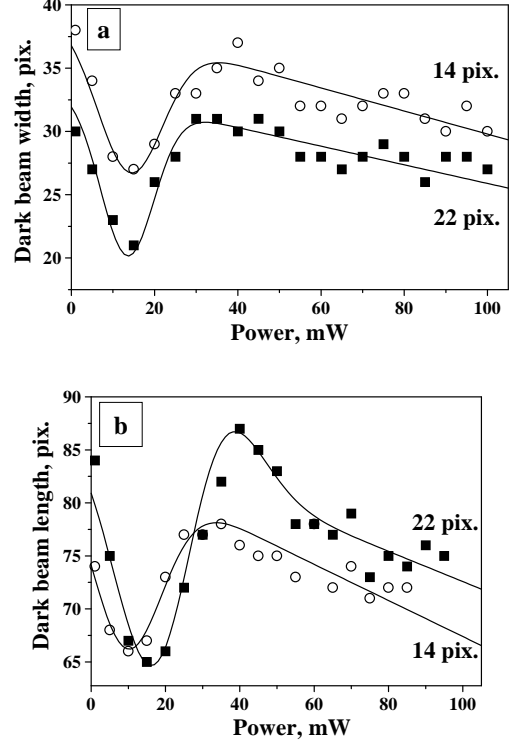 a
40
35
30
25
20
Dark beam width, pix.
14 pix.
22 pix.
0 20 40 60 80 100
Power, mW
b
90
85
80
75
70
65
Dark beam length, pix.
22 pix.
14 pix.
0 20 40 60 80 100
Power, mW